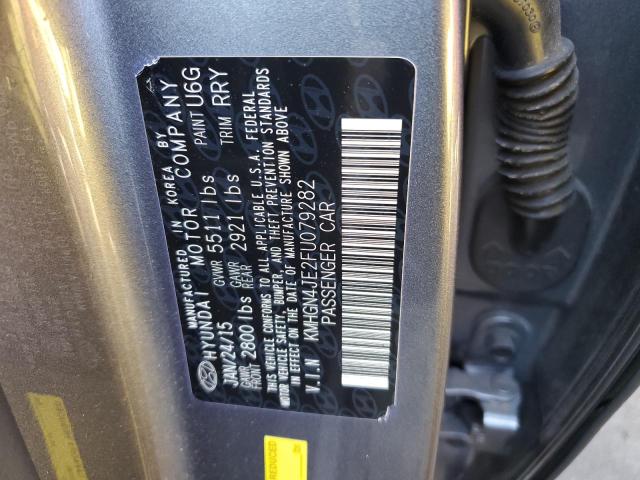 MANUFACTURED IN KOREA BY
HYUNDAI MOTOR COMPANY
JAN/24/15 GVWR 5511 lbs PAINT U6G
GAWR FRONT 2800 lbs GAWR REAR 2921 lbs TRIM RRY
THIS VEHICLE CONFORMS TO ALL APPLICABLE U.S.A. FEDERAL
MOTOR VEHICLE SAFETY, BUMPER, AND THEFT PREVENTION STANDARDS
IN EFFECT ON THE DATE OF MANUFACTURE SHOWN ABOVE
V.I.N KMHGN4JE2FU079282
PASSENGER CAR
REDUCED